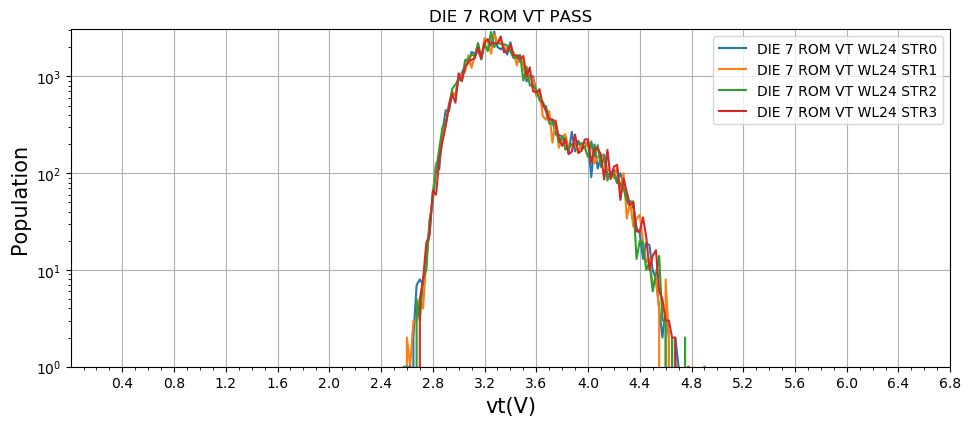 DIE 7 ROM VT PASS
DIE 7 ROM VT WL24 STR0
DIE 7 ROM VT WL24 STR1
DIE 7 ROM VT WL24 STR2
DIE 7 ROM VT WL24 STR3
Population
10³
10²
10¹
10⁰
0.4 0.8 1.2 1.6 2.0 2.4 2.8 3.2 3.6 4.0 4.4 4.8 5.2 5.6 6.0 6.4 6.8
vt(V)